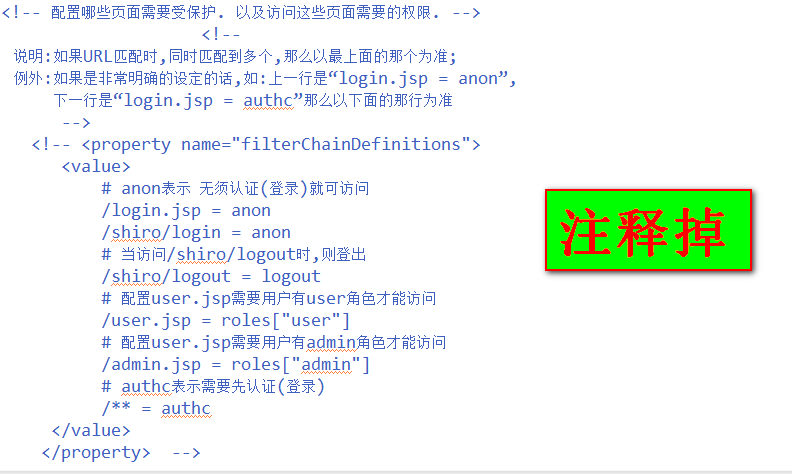 <!-- 配置哪些页面需要受保护. 以及访问这些页面需要的权限. -->
<!--
说明:如果URL匹配时,同时匹配到多个,那么以最上面的那个为准;
例外:如果是非常明确的设定的话,如:上一行是“login.jsp = anon”,
下一行是“login.jsp = authc”那么以下面的那行为准
-->
<!-- <property name="filterChainDefinitions">
<value>
# anon表示 无须认证(登录)就可访问
/login.jsp = anon
/shiro/login = anon
# 当访问/shiro/logout时,则登出
/shiro/logout = logout
# 配置user.jsp需要用户有user角色才能访问
/user.jsp = roles["user"]
# 配置user.jsp需要用户有admin角色才能访问
/admin.jsp = roles["admin"]
# authc表示需要先认证(登录)
/** = authc
</value>
</property> -->
注释掉